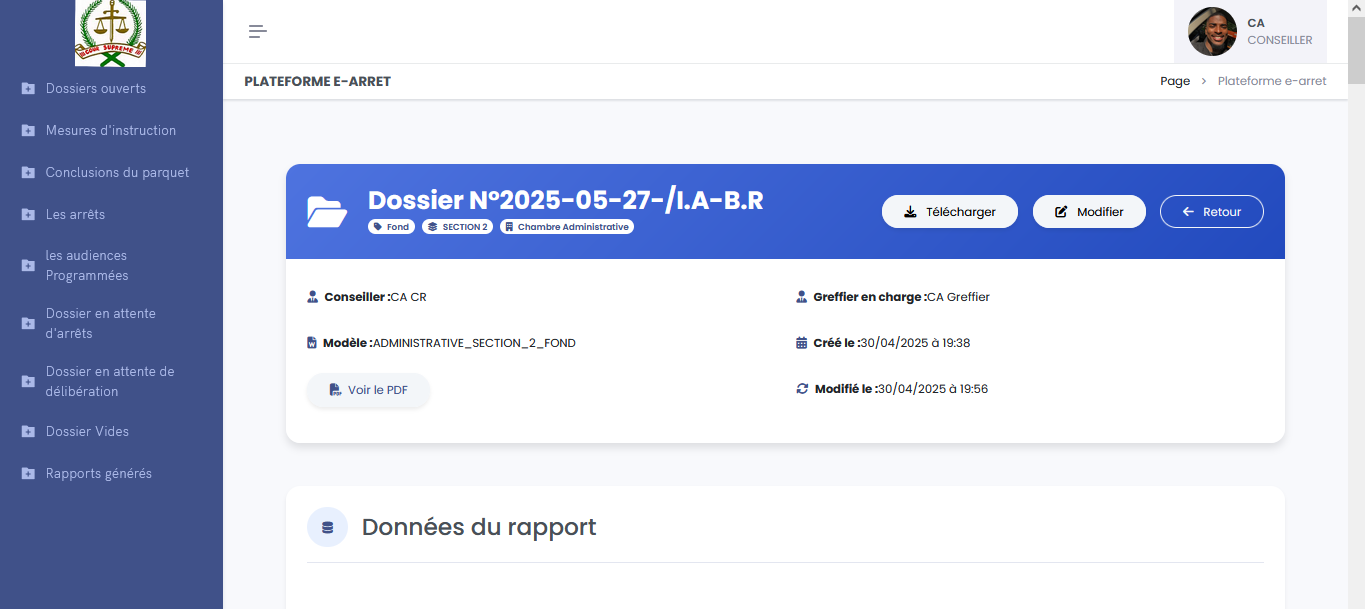 COUR SUPREME
Dossiers ouverts
Mesures d'instruction
Conclusions du parquet
Les arrêts
les audiences
Programmées
Dossier en attente
d'arrêts
Dossier en attente de
délibération
Dossier Vides
Rapports générés
CA
CONSEILLER
PLATEFORME E-ARRET
Page > Plateforme e-arret
Dossier N°2025-05-27-/I.A-B.R
Fond SECTION 2 Chambre Administrative
Télécharger Modifier Retour
Conseiller :CA CR
Greffier en charge :CA Greffier
Modèle :ADMINISTRATIVE_SECTION_2_FOND
Créé le :30/04/2025 à 19:38
Voir le PDF
Modifié le :30/04/2025 à 19:56
Données du rapport